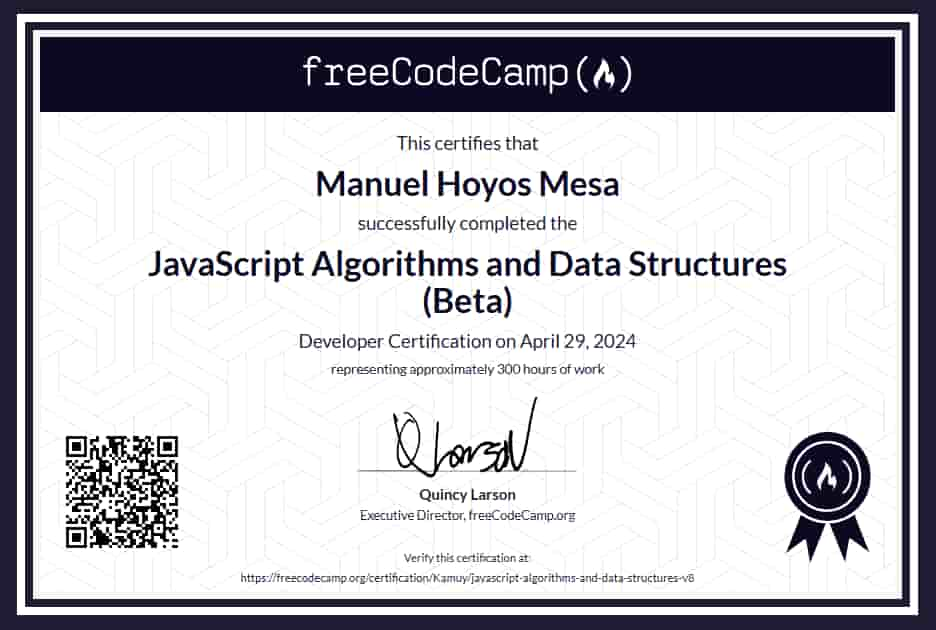 freeCodeCamp(🔥)
This certifies that
Manuel Hoyos Mesa
successfully completed the
JavaScript Algorithms and Data Structures
(Beta)
Developer Certification on April 29, 2024
representing approximately 300 hours of work
QLarson
Quincy Larson
Executive Director, freeCodeCamp.org
Verify this certification at:
https://freecodecamp.org/certification/Kamuy/javascript-algorithms-and-data-structures-v8